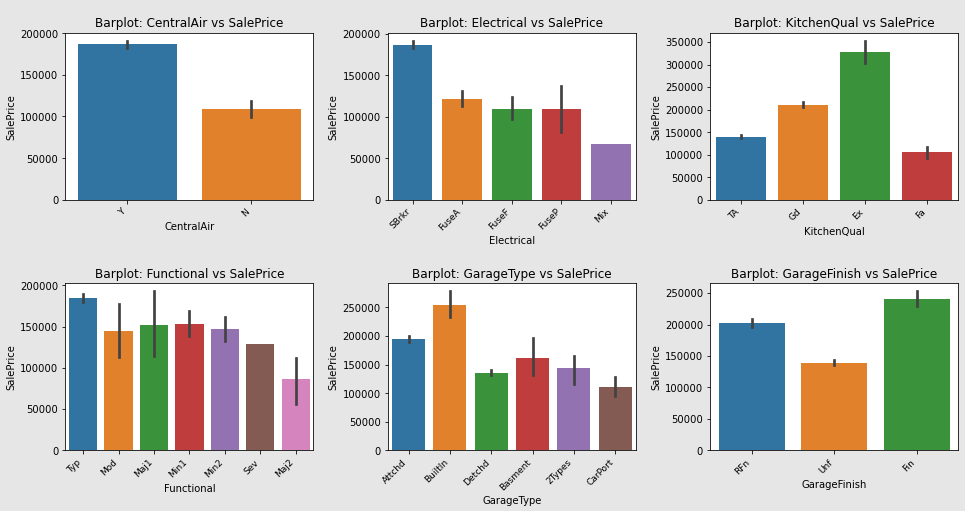 Barplot: CentralAir vs SalePrice
200000
150000
100000
50000
0
SalePrice
Y
N
CentralAir
Barplot: Electrical vs SalePrice
200000
150000
100000
50000
0
SalePrice
SBrkr
FuseA
FuseF
FuseP
Mix
Electrical
Barplot: KitchenQual vs SalePrice
350000
300000
250000
200000
150000
100000
50000
0
SalePrice
TA
Gd
Ex
Fa
KitchenQual
Barplot: Functional vs SalePrice
200000
150000
100000
50000
0
SalePrice
Typ
Mod
Maj1
Min1
Min2
Sev
Maj2
Functional
Barplot: GarageType vs SalePrice
250000
200000
150000
100000
50000
0
SalePrice
Attchd
BuiltIn
Detchd
Basment
2Types
CarPort
GarageType
Barplot: GarageFinish vs SalePrice
250000
200000
150000
100000
50000
0
SalePrice
RFn
Unf
Fin
GarageFinish